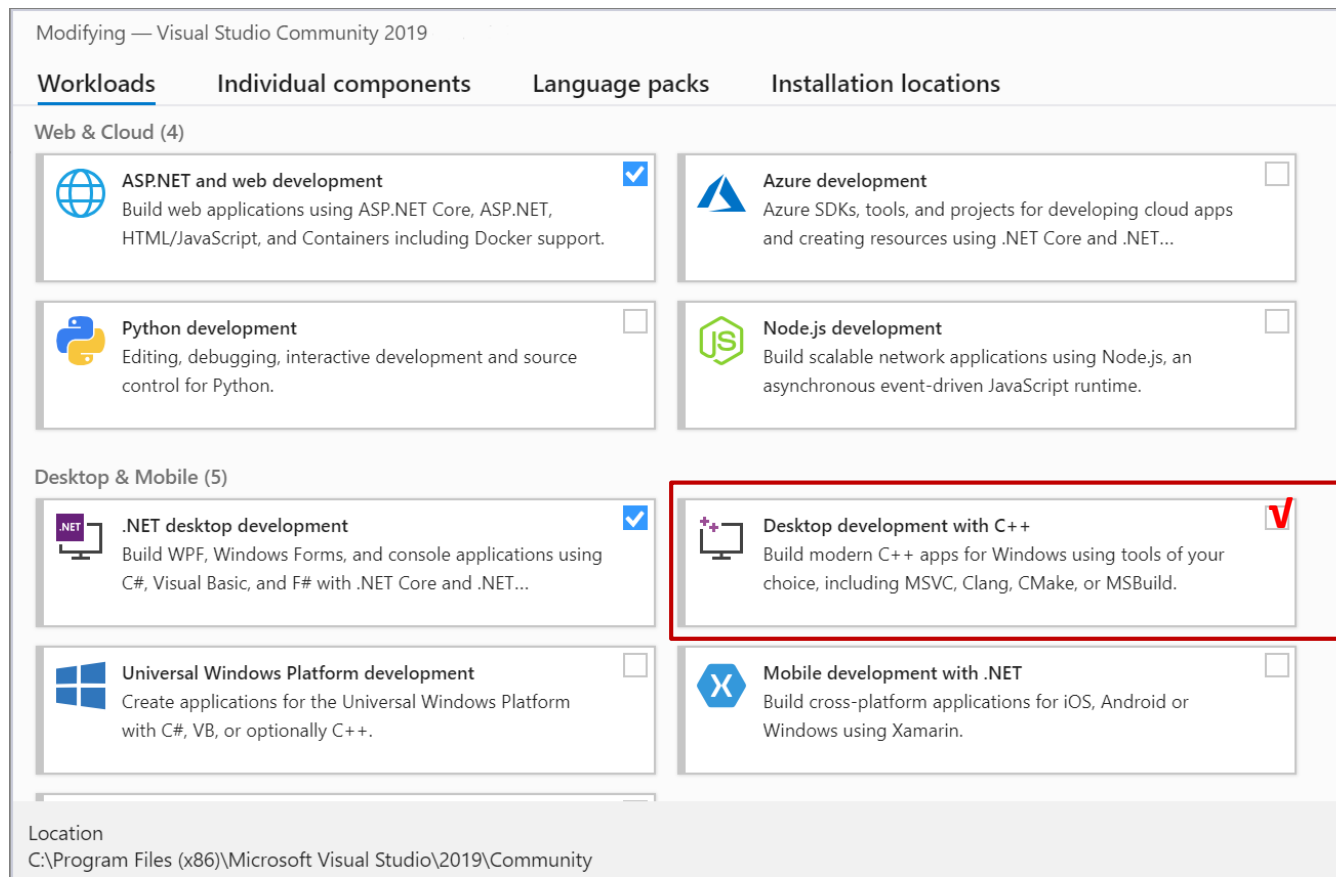 Modifying — Visual Studio Community 2019
Workloads Individual components Language packs Installation locations
Web & Cloud (4)
ASP.NET and web development
Build web applications using ASP.NET Core, ASP.NET,
HTML/JavaScript, and Containers including Docker support.
Azure development
Azure SDKs, tools, and projects for developing cloud apps
and creating resources using .NET Core and .NET...
Python development
Editing, debugging, interactive development and source
control for Python.
JS
Node.js development
Build scalable network applications using Node.js, an
asynchronous event-driven JavaScript runtime.
Desktop & Mobile (5)
.NET
.NET desktop development
Build WPF, Windows Forms, and console applications using
C#, Visual Basic, and F# with .NET Core and .NET...
++
Desktop development with C++
Build modern C++ apps for Windows using tools of your
choice, including MSVC, Clang, CMake, or MSBuild.
√
Universal Windows Platform development
Create applications for the Universal Windows Platform
with C#, VB, or optionally C++.
X
Mobile development with .NET
Build cross-platform applications for iOS, Android or
Windows using Xamarin.
Location
C:\Program Files (x86)\Microsoft Visual Studio\2019\Community